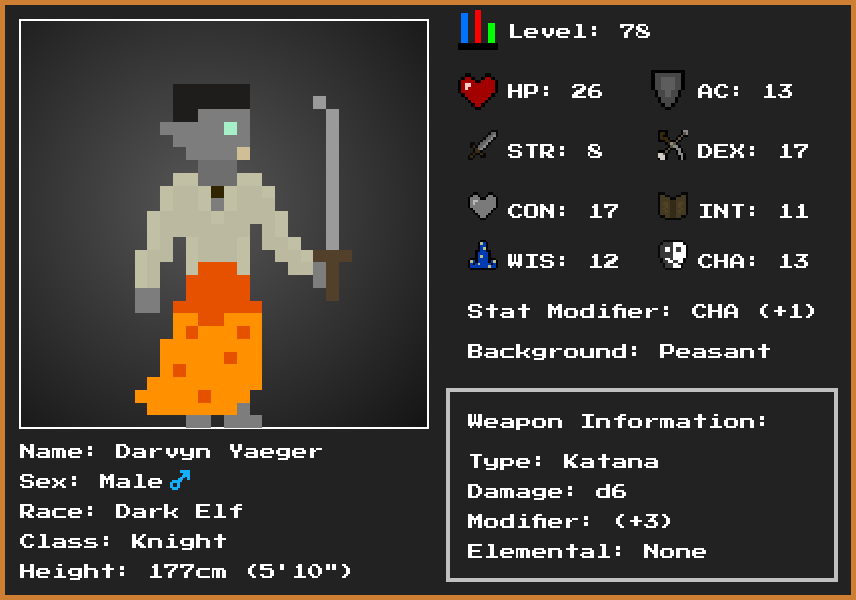 Level: 78
HP: 26 AC: 13
STR: 8 DEX: 17
CON: 17 INT: 11
WIS: 12 CHA: 13
Stat Modifier: CHA (+1)
Background: Peasant
Weapon Information:
Type: Katana
Damage: d6
Modifier: (+3)
Elemental: None
Name: Darvyn Yaeger
Sex: Male♂
Race: Dark Elf
Class: Knight
Height: 177cm (5'10")